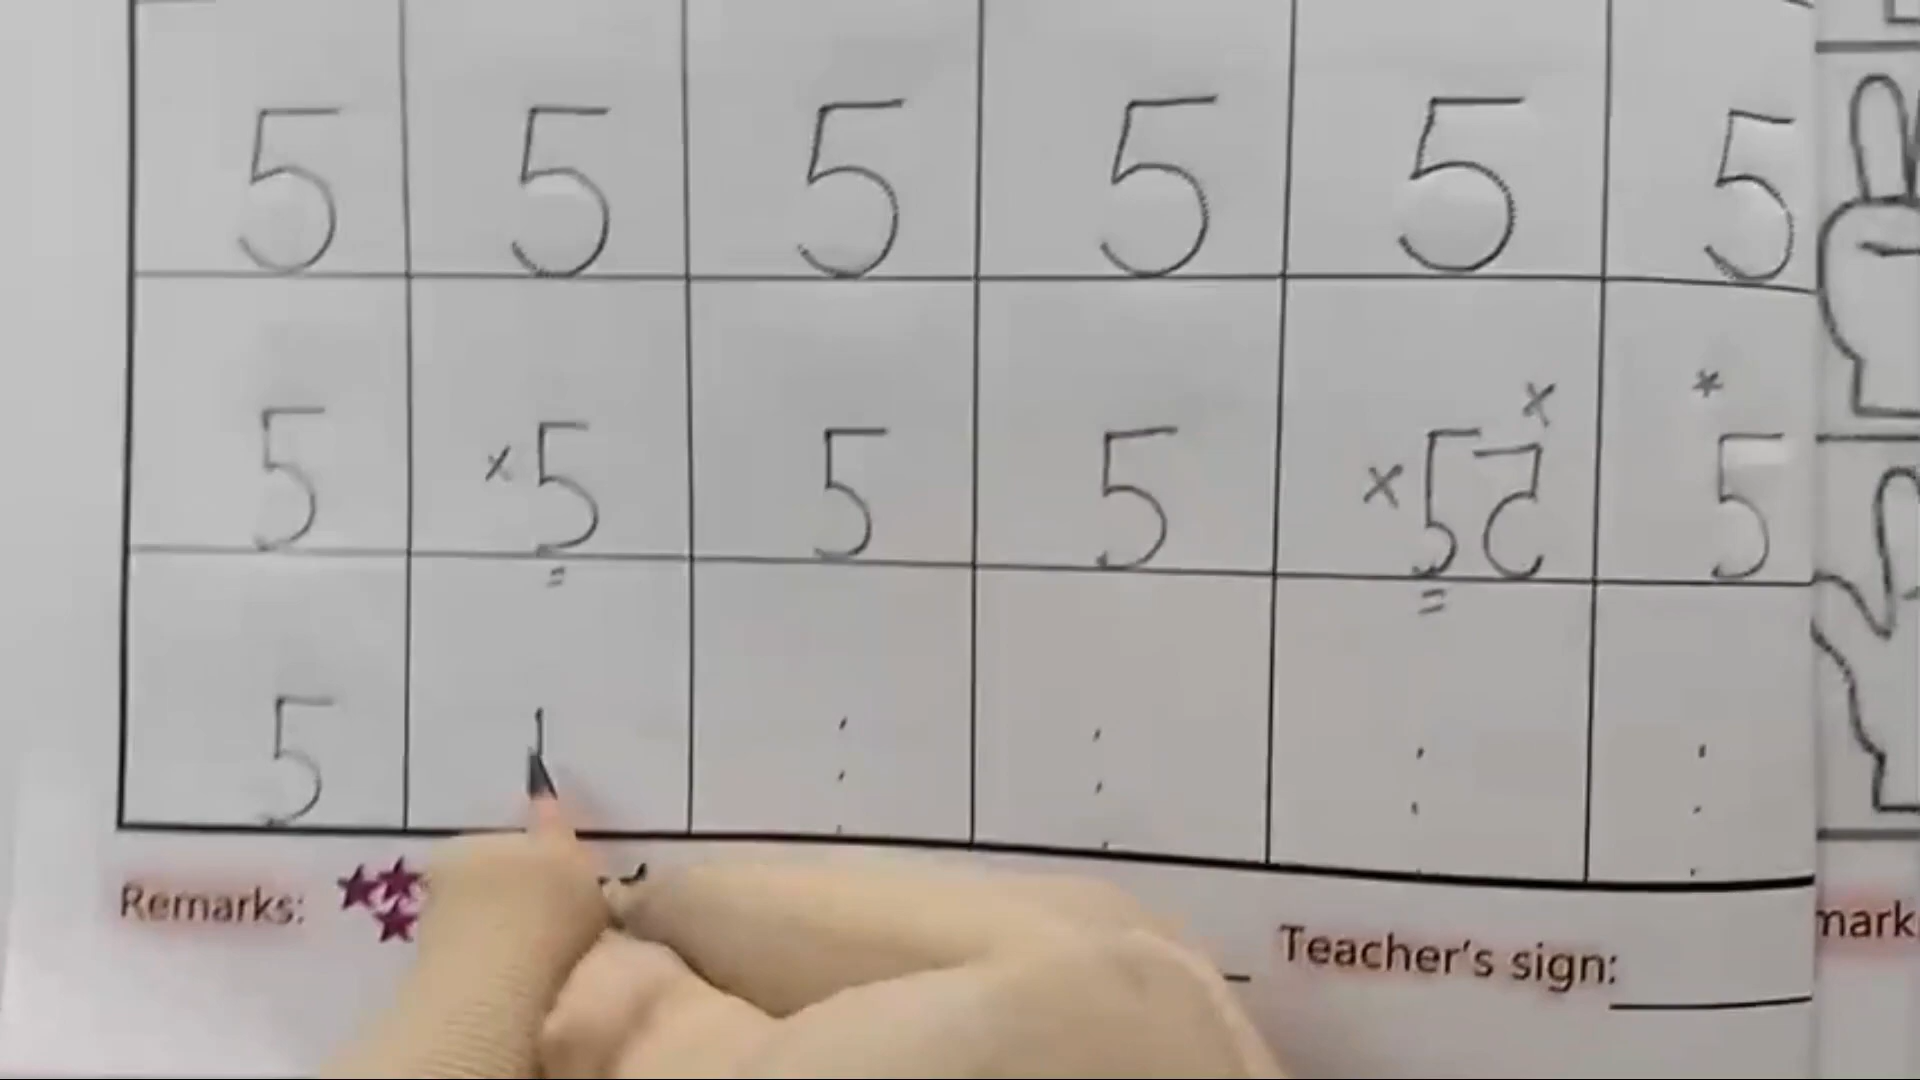 5 5 5 5 5 5
5 × 5 5 5 × 5 × *5
= =
5
Remarks: Teacher's sign:
mark